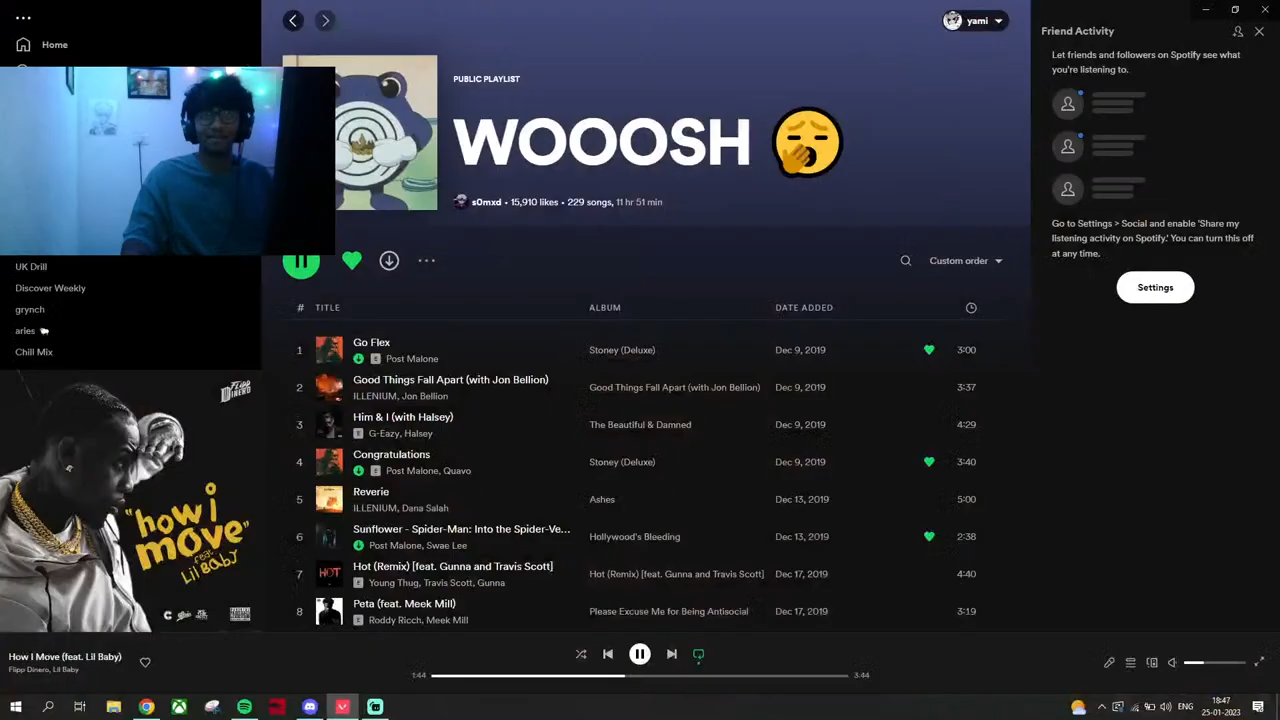 Home
UK Drill
Discover Weekly
grynch
aries 🐑
Chill Mix
FLIPP DINERO
"how i move"
feat Lil BaBY
yami
PUBLIC PLAYLIST
WOOOSH 🥱
s0mxd • 15,910 likes • 229 songs, 11 hr 51 min
Custom order
# TITLE ALBUM DATE ADDED
1 Go Flex Stoney (Deluxe) Dec 9, 2019 3:00
E Post Malone
2 Good Things Fall Apart (with Jon Bellion) Good Things Fall Apart (with Jon Bellion) Dec 9, 2019 3:37
ILLENIUM, Jon Bellion
3 Him & I (with Halsey) The Beautiful & Damned Dec 9, 2019 4:29
E G-Eazy, Halsey
4 Congratulations Stoney (Deluxe) Dec 9, 2019 3:40
E Post Malone, Quavo
5 Reverie Ashes Dec 13, 2019 5:00
ILLENIUM, Dana Salah
6 Sunflower - Spider-Man: Into the Spider-Ve... Hollywood's Bleeding Dec 13, 2019 2:38
Post Malone, Swae Lee
7 Hot (Remix) [feat. Gunna and Travis Scott] Hot (Remix) [feat. Gunna and Travis Scott] Dec 17, 2019 4:40
E Young Thug, Travis Scott, Gunna
HOT
8 Peta (feat. Meek Mill) Please Excuse Me for Being Antisocial Dec 17, 2019 3:19
E Roddy Ricch, Meek Mill
Friend Activity
Let friends and followers on Spotify see what
you're listening to.
Go to Settings > Social and enable 'Share my
listening activity on Spotify.' You can turn this off
at any time.
Settings
How I Move (feat. Lil Baby)
Flipp Dinero, Lil Baby
1:44
3:44
ENG
18:47
25-01-2023